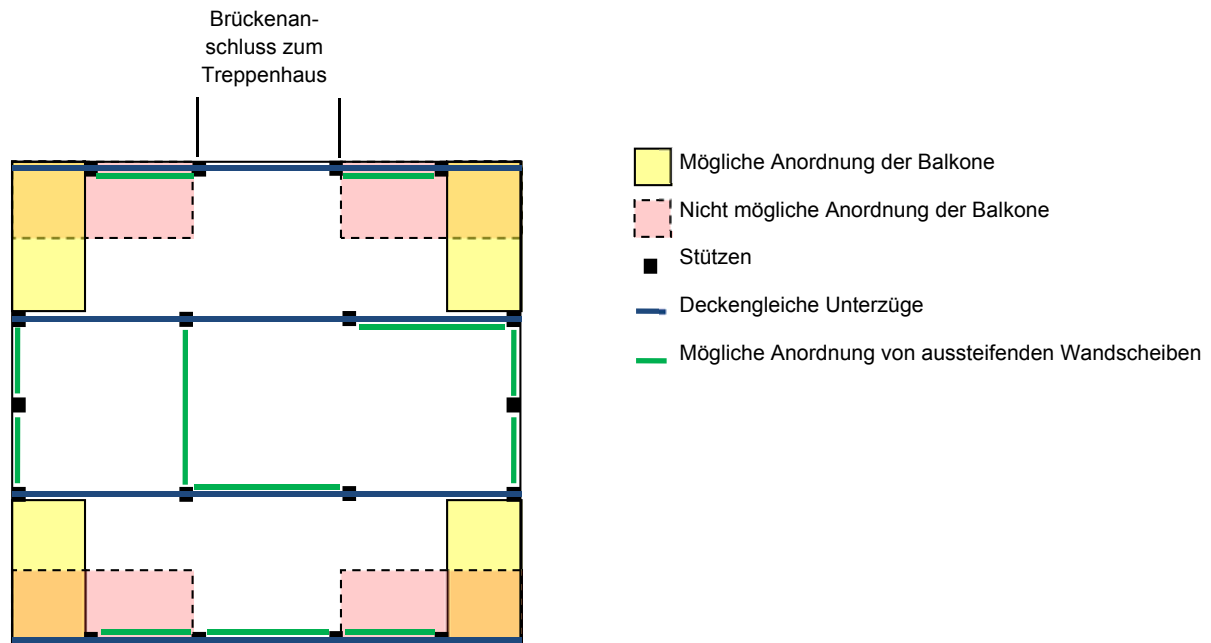 Brückenan-
schluss zum
Treppenhaus
Mögliche Anordnung der Balkone
Nicht mögliche Anordnung der Balkone
Stützen
Deckengleiche Unterzüge
Mögliche Anordnung von aussteifenden Wandscheiben